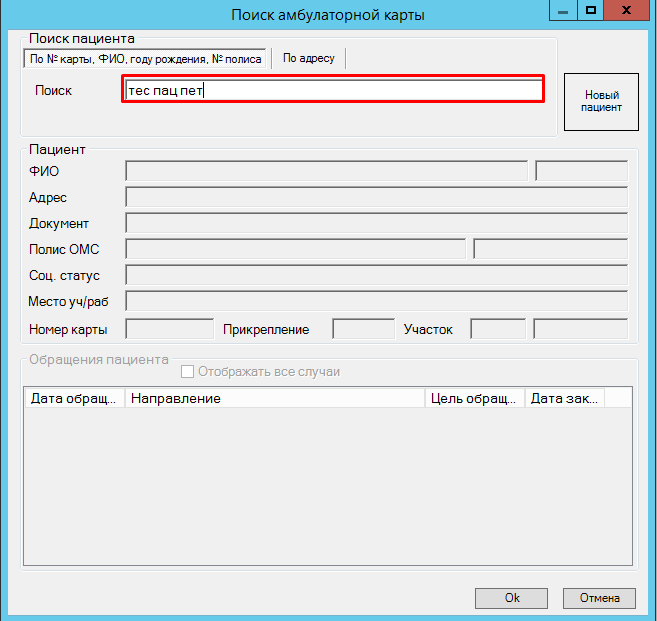 Поиск амбулаторной карты
Поиск пациента
По № карты, ФИО, году рождения, № полиса
По адресу
Поиск
тес пац пет
Новый
пациент
Пациент
ФИО
Адрес
Документ
Полис ОМС
Соц. статус
Место уч/раб
Номер карты
Прикрепление
Участок
Обращения пациента
Отображать все случаи
Дата обращ... Направление Цель обращ... Дата зак...
Ok
Отмена